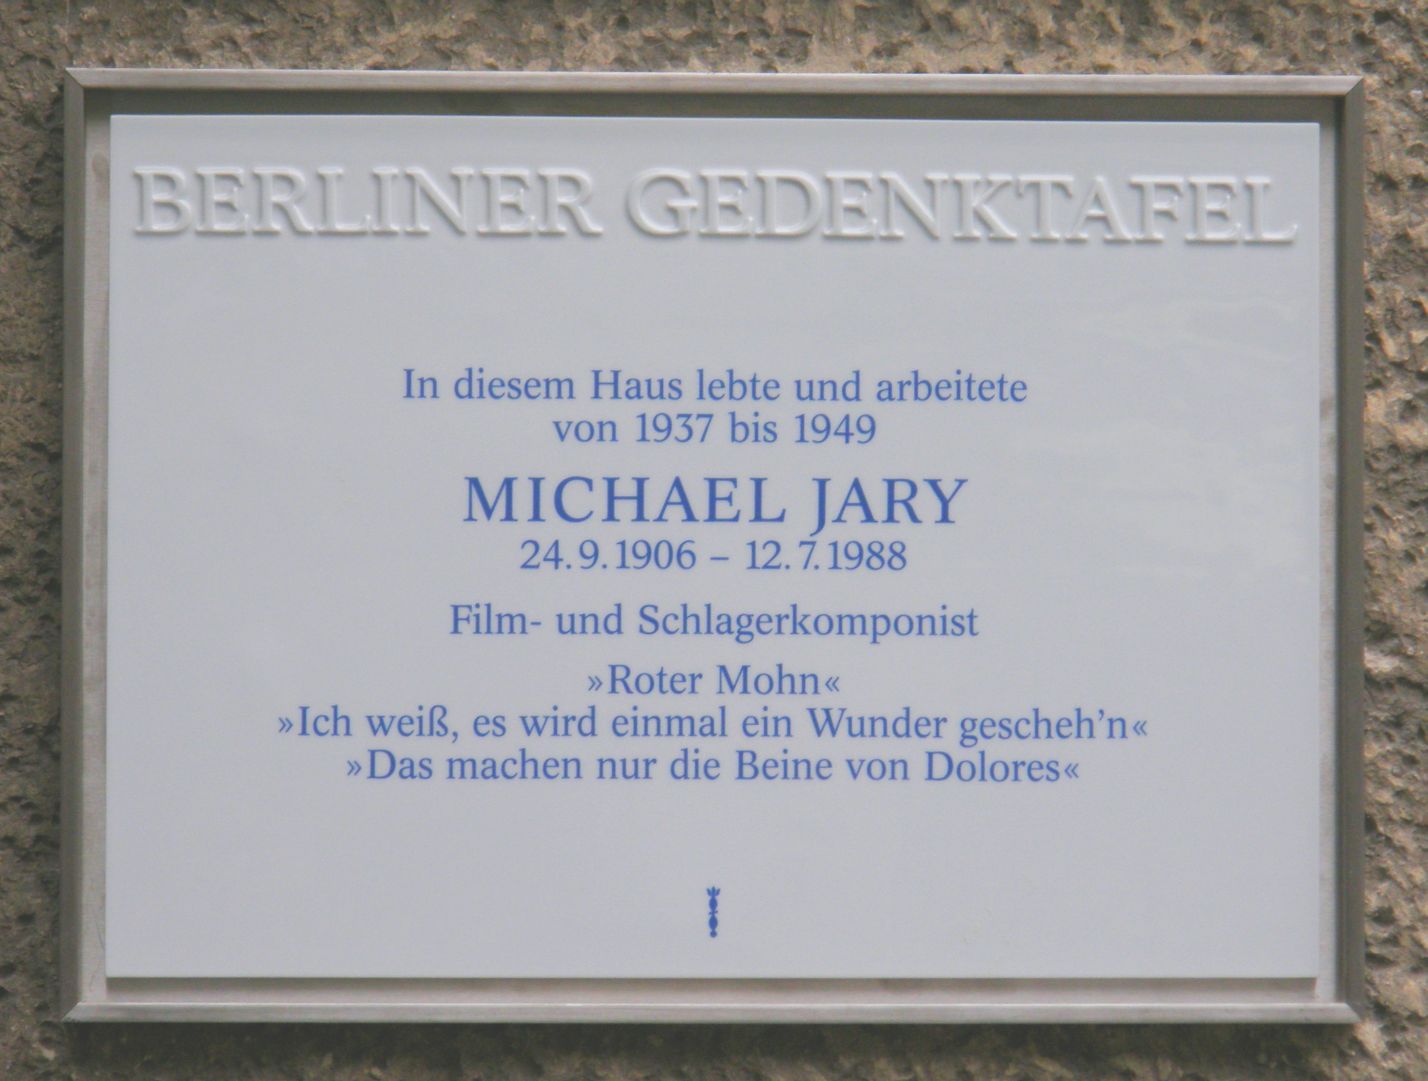 BERLINER GEDENKTAFEL
In diesem Haus lebte und arbeitete
von 1937 bis 1949
MICHAEL JARY
24. 9. 1906 – 12. 7. 1988
Film- und Schlagerkomponist
»Roter Mohn«
»Ich weiß, es wird einmal ein Wunder gescheh’n«
»Das machen nur die Beine von Dolores«